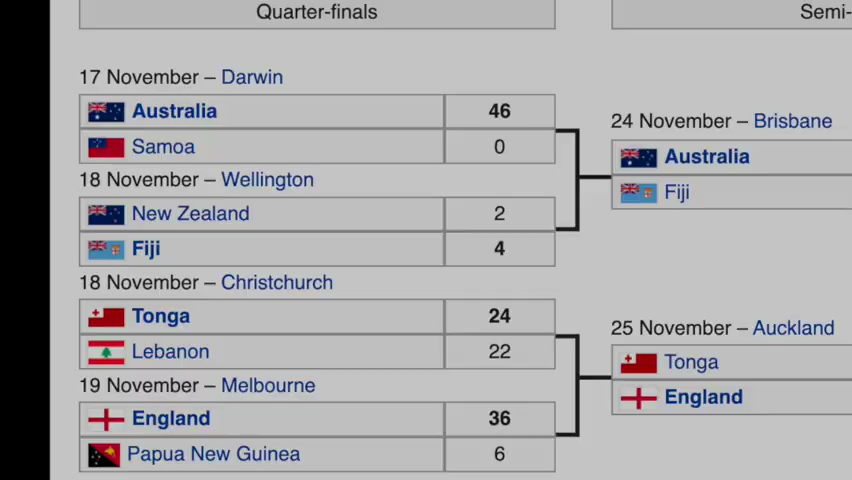 Quarter-finals
Semi-
17 November – Darwin
Australia 46
Samoa 0
18 November – Wellington
New Zealand 2
Fiji 4
18 November – Christchurch
Tonga 24
Lebanon 22
19 November – Melbourne
England 36
Papua New Guinea 6
24 November – Brisbane
Australia
Fiji
25 November – Auckland
Tonga
England